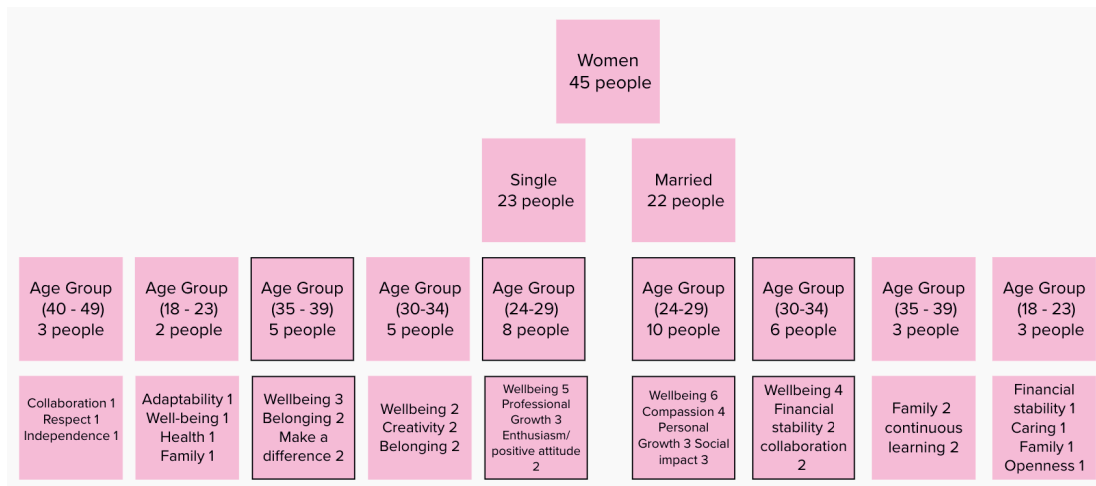 Women
45 people
Single
23 people
Married
22 people
Age Group
(40 - 49)
3 people
Age Group
(18 - 23)
2 people
Age Group
(35 - 39)
5 people
Age Group
(30-34)
5 people
Age Group
(24-29)
8 people
Age Group
(24-29)
10 people
Age Group
(30-34)
6 people
Age Group
(35 - 39)
3 people
Age Group
(18 - 23)
3 people
Collaboration 1
Respect 1
Independence 1
Adaptability 1
Well-being 1
Health 1
Family 1
Wellbeing 3
Belonging 2
Make a
difference 2
Wellbeing 2
Creativity 2
Belonging 2
Wellbeing 5
Professional
Growth 3
Enthusiasm/
positive attitude
2
Wellbeing 6
Compassion 4
Personal
Growth 3 Social
impact 3
Wellbeing 4
Financial
stability 2
collaboration
2
Family 2
continuous
learning 2
Financial
stability 1
Caring 1
Family 1
Openness 1